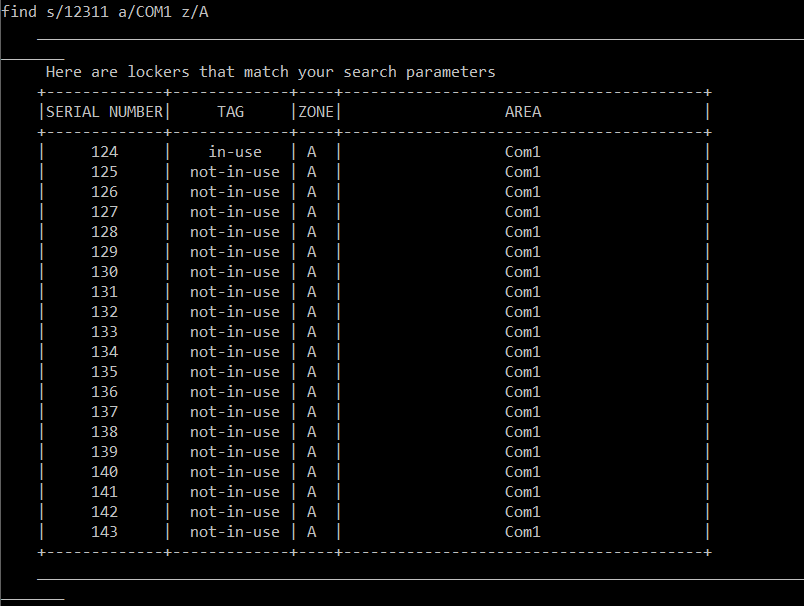 find s/12311 a/COM1 z/A
________________________________________________________________________________
Here are lockers that match your search parameters
+-------------+-------------+----+----------------------------------------+
|SERIAL NUMBER|     TAG     |ZONE|                  AREA                  |
+-------------+-------------+----+----------------------------------------+
|     124     |    in-use   | A  |                  Com1                  |
|     125     |  not-in-use | A  |                  Com1                  |
|     126     |  not-in-use | A  |                  Com1                  |
|     127     |  not-in-use | A  |                  Com1                  |
|     128     |  not-in-use | A  |                  Com1                  |
|     129     |  not-in-use | A  |                  Com1                  |
|     130     |  not-in-use | A  |                  Com1                  |
|     131     |  not-in-use | A  |                  Com1                  |
|     132     |  not-in-use | A  |                  Com1                  |
|     133     |  not-in-use | A  |                  Com1                  |
|     134     |  not-in-use | A  |                  Com1                  |
|     135     |  not-in-use | A  |                  Com1                  |
|     136     |  not-in-use | A  |                  Com1                  |
|     137     |  not-in-use | A  |                  Com1                  |
|     138     |  not-in-use | A  |                  Com1                  |
|     139     |  not-in-use | A  |                  Com1                  |
|     140     |  not-in-use | A  |                  Com1                  |
|     141     |  not-in-use | A  |                  Com1                  |
|     142     |  not-in-use | A  |                  Com1                  |
|     143     |  not-in-use | A  |                  Com1                  |
+-------------+-------------+----+----------------------------------------+
________________________________________________________________________________